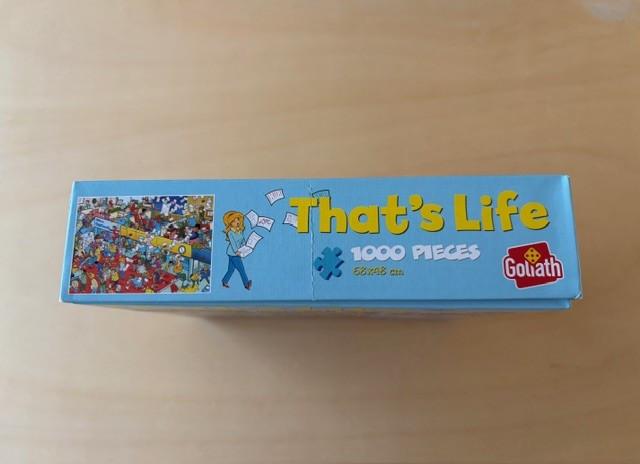 That's Life
1000 PIECES
68x48 cm
Goliath